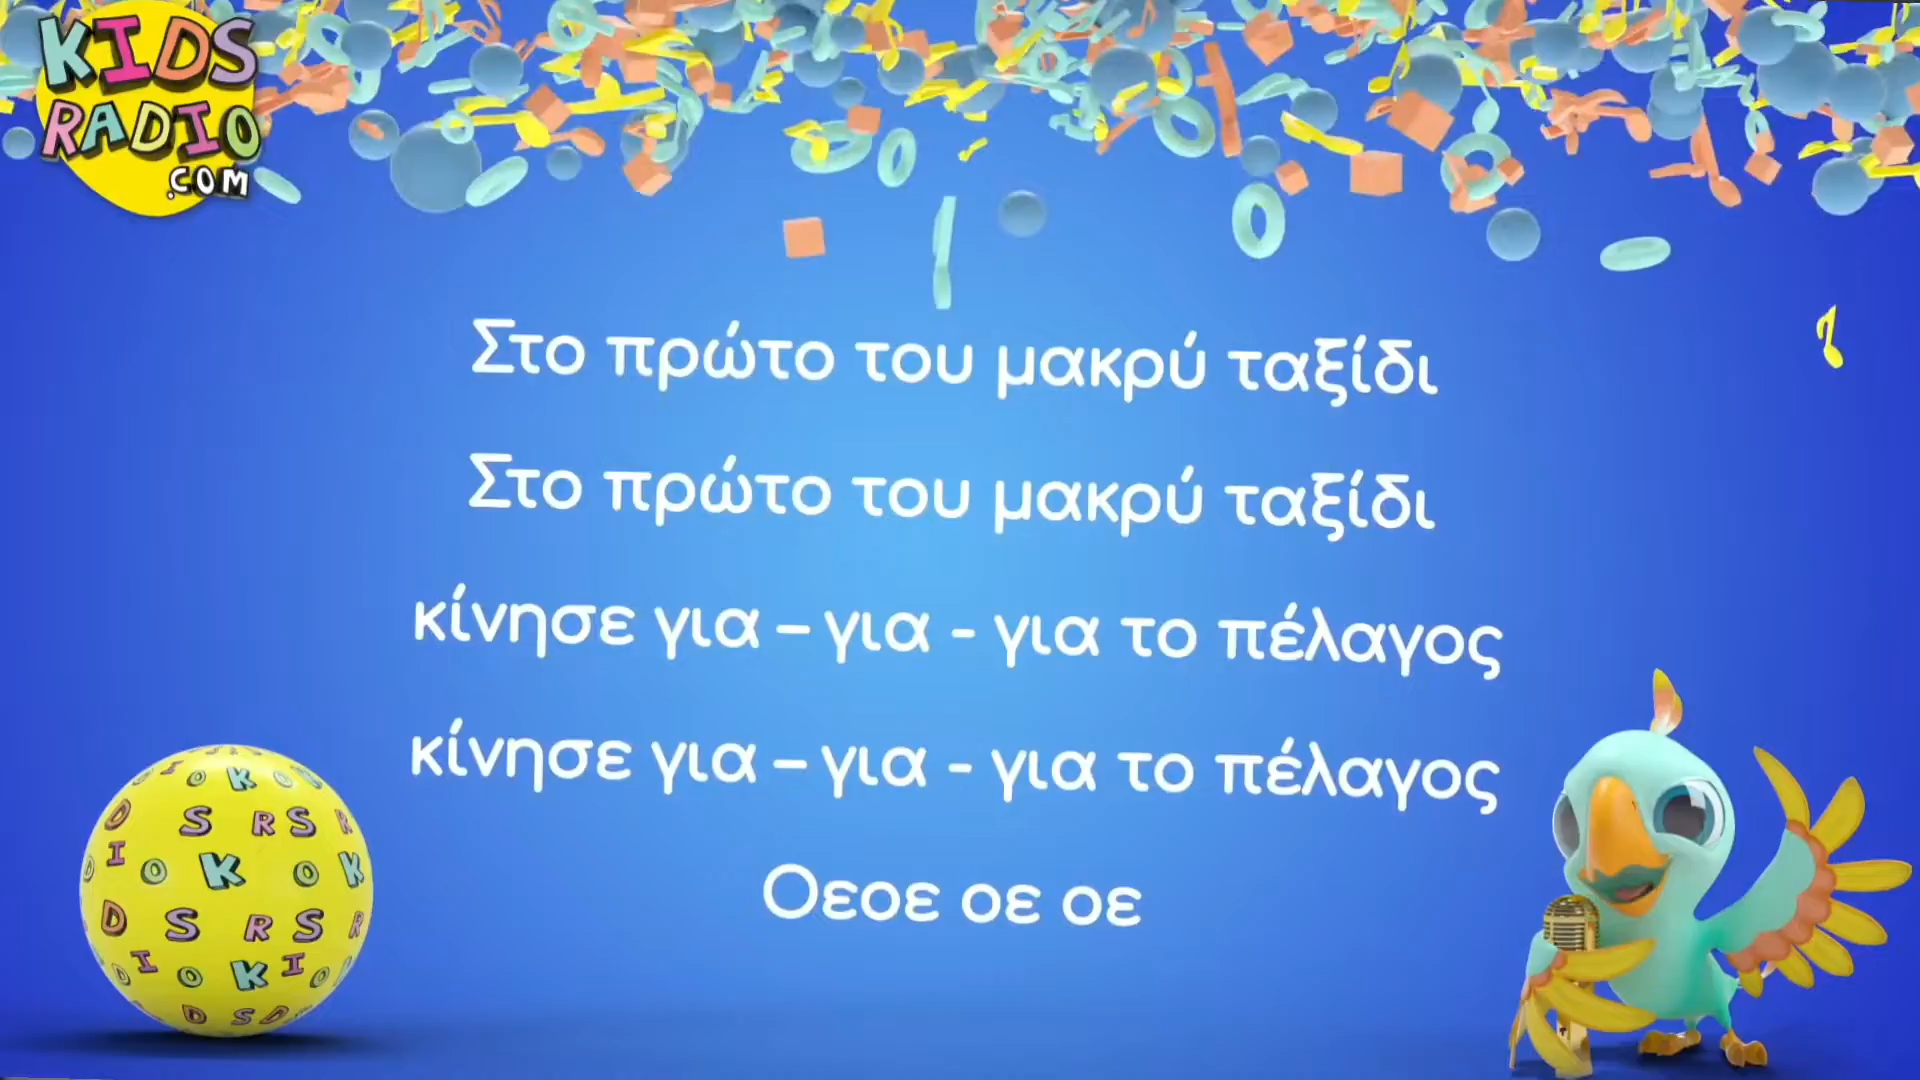 KIDS
RADIO
.COM
Στο πρώτο του μακρύ ταξίδι
Στο πρώτο του μακρύ ταξίδι
κίνησε για – για - για το πέλαγος
κίνησε για – για - για το πέλαγος
Οεοε οε οε